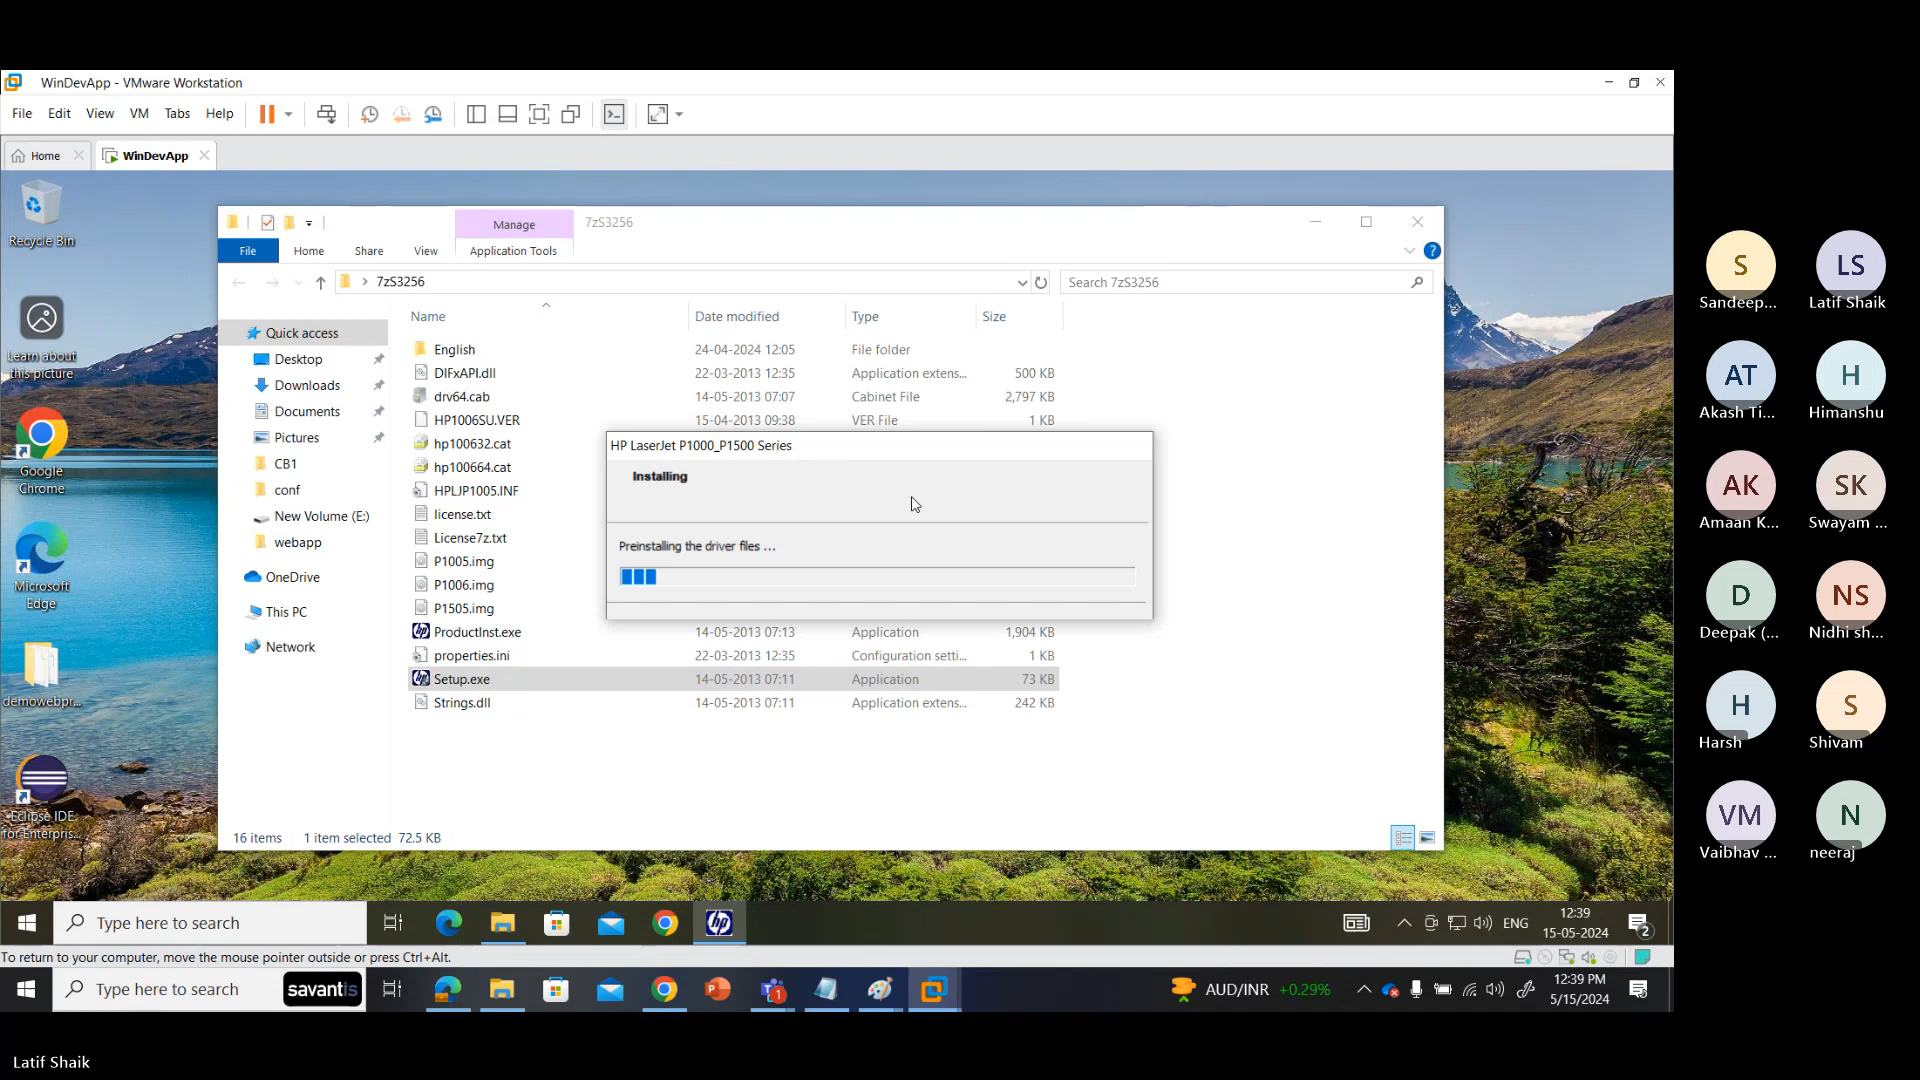 WinDevApp - VMware Workstation
File Edit View VM Tabs Help
Home WinDevApp
Recycle Bin
Learn about
this picture
Google
Chrome
Microsoft
Edge
demowebpr...
Eclipse IDE
for Enterpris...
Manage 7zS3256
File Home Share View Application Tools
7zS3256
Search 7zS3256
Quick access
Desktop
Downloads
Documents
Pictures
CB1
conf
New Volume (E:)
webapp
OneDrive
This PC
Network
Name Date modified Type Size
English 24-04-2024 12:05 File folder
DIFxAPI.dll 22-03-2013 12:35 Application extens... 500 KB
drv64.cab 14-05-2013 07:07 Cabinet File 2,797 KB
HP1006SU.VER 15-04-2013 09:38 VER File 1 KB
hp100632.cat
hp100664.cat
HPLJP1005.INF
license.txt
License7z.txt
P1005.img
P1006.img
P1505.img
ProductInst.exe 14-05-2013 07:13 Application 1,904 KB
properties.ini 22-03-2013 12:35 Configuration setti... 1 KB
Setup.exe 14-05-2013 07:11 Application 73 KB
Strings.dll 14-05-2013 07:11 Application extens... 242 KB
HP LaserJet P1000_P1500 Series
Installing
Preinstalling the driver files ...
16 items 1 item selected 72.5 KB
Type here to search
hp
ENG
12:39
15-05-2024
2
To return to your computer, move the mouse pointer outside or press Ctrl+Alt.
Type here to search
savantis
AUD/INR +0.29%
12:39 PM
5/15/2024
S
Sandeep...
LS
Latif Shaik
AT
Akash Ti...
H
Himanshu
AK
Amaan K...
SK
Swayam ...
D
Deepak (...
NS
Nidhi sh...
H
Harsh
S
Shivam
VM
Vaibhav ...
N
neeraj
Latif Shaik